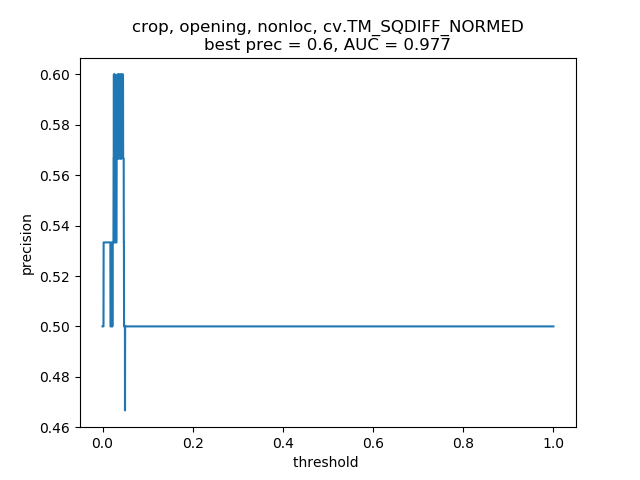 crop, opening, nonloc, cv.TM_SQDIFF_NORMED
best prec = 0.6, AUC = 0.977
precision
0.60
0.58
0.56
0.54
0.52
0.50
0.48
0.46
0.0 0.2 0.4 0.6 0.8 1.0
threshold